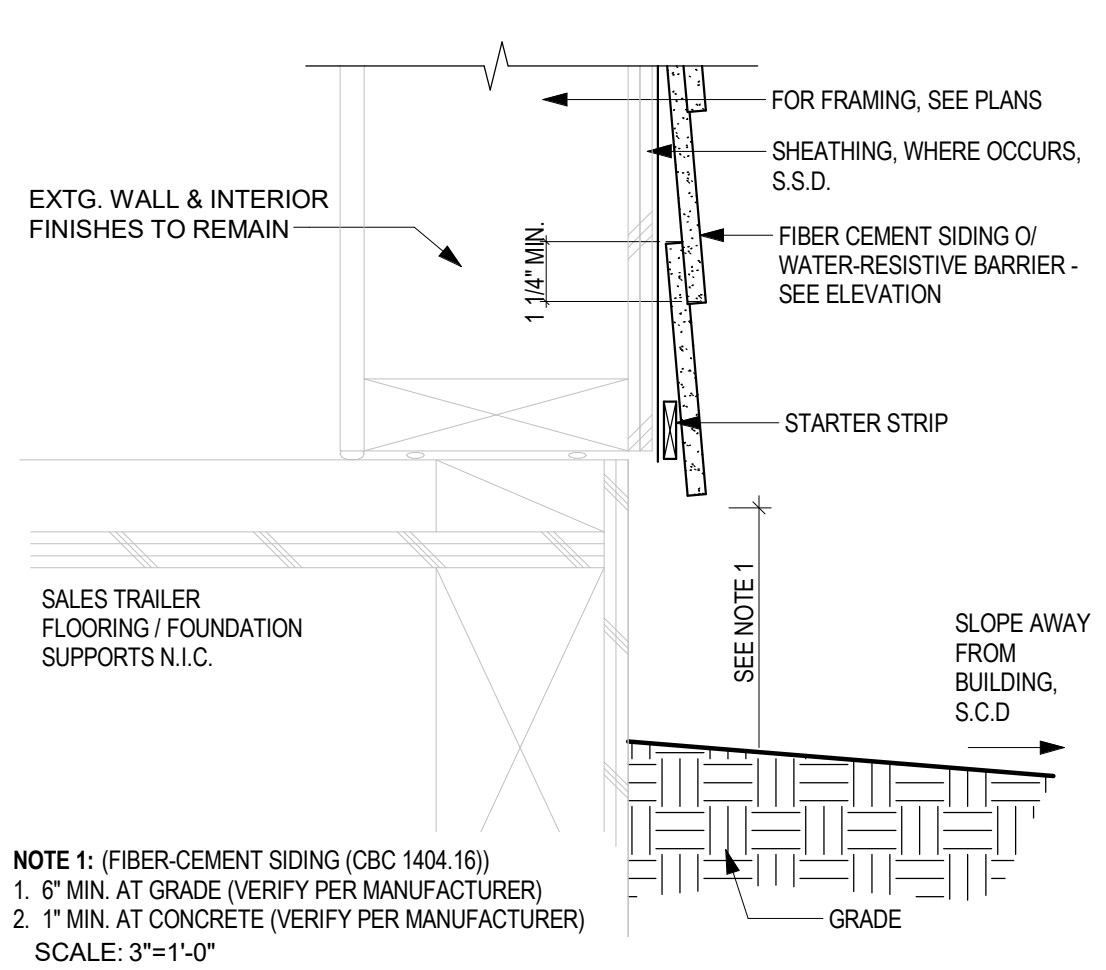 FOR FRAMING, SEE PLANS
SHEATHING, WHERE OCCURS,
S.S.D.
EXTG. WALL & INTERIOR
FINISHES TO REMAIN
1 1/4" MIN.
FIBER CEMENT SIDING O/
WATER-RESISTIVE BARRIER -
SEE ELEVATION
STARTER STRIP
SALES TRAILER
FLOORING / FOUNDATION
SUPPORTS N.I.C.
SEE NOTE 1
SLOPE AWAY
FROM
BUILDING,
S.C.D
GRADE
NOTE 1: (FIBER-CEMENT SIDING (CBC 1404.16))
1. 6" MIN. AT GRADE (VERIFY PER MANUFACTURER)
2. 1" MIN. AT CONCRETE (VERIFY PER MANUFACTURER)
SCALE: 3"=1'-0"